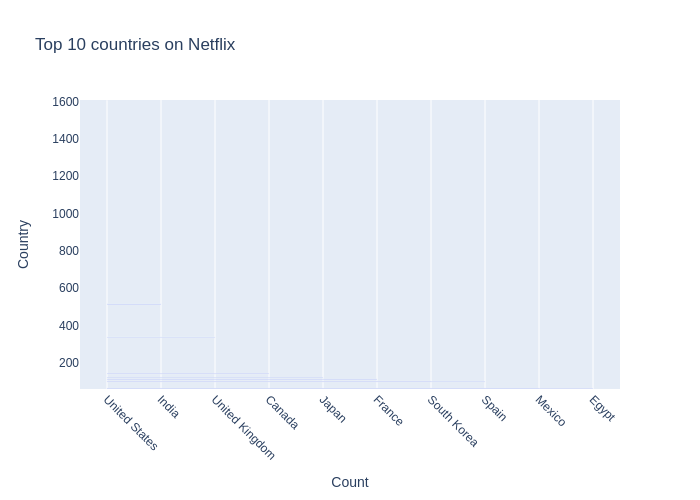 Top 10 countries on Netflix
1600
1400
1200
1000
800
600
400
200
Country
United States
India
United Kingdom
Canada
Japan
France
South Korea
Spain
Mexico
Egypt
Count